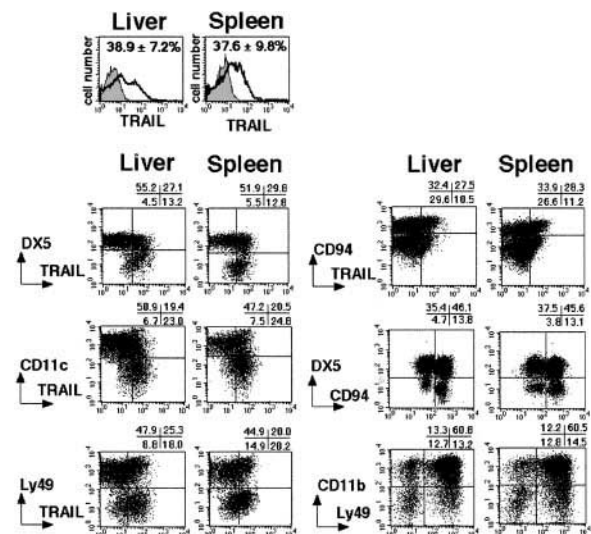 Liver Spleen
38.9 ± 7.2% 37.6 ± 9.8%
cell number cell number
TRAIL TRAIL
Liver Spleen Liver Spleen
55.2 27.1 51.9 29.8 32.4 27.5 33.9 28.3
4.5 13.2 5.5 12.8 29.6 10.5 26.6 11.2
DX5 CD94
TRAIL TRAIL
50.9 19.4 47.2 20.5 35.4 46.1 37.5 45.6
6.7 23.0 7.5 24.8 4.7 13.8 3.8 13.1
CD11c DX5
TRAIL CD94
47.9 25.3 44.9 20.0 13.3 60.8 12.2 60.5
8.8 18.0 14.9 20.2 12.7 13.2 12.8 14.5
Ly49 CD11b
TRAIL Ly49